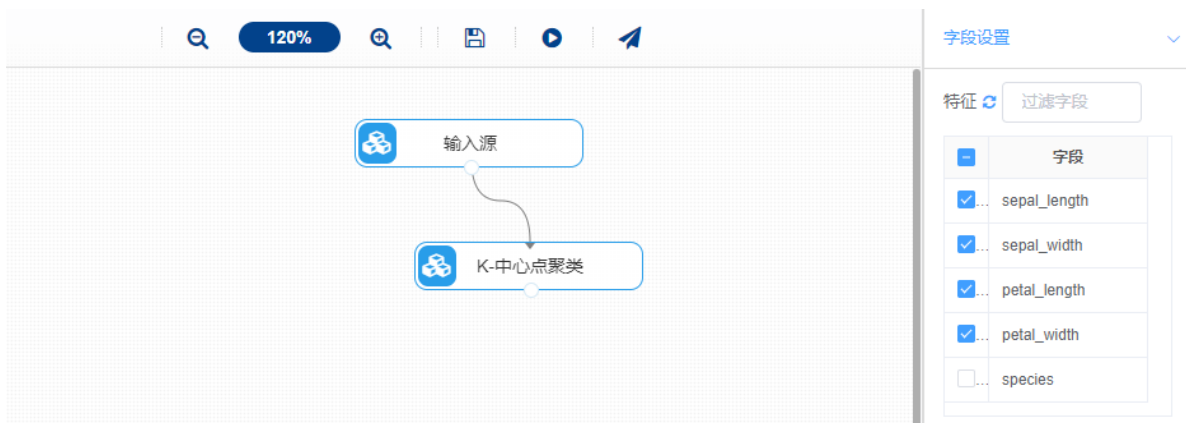 120%
字段设置
特征
过滤字段
输入源
K-中心点聚类
字段
sepal_length
sepal_width
petal_length
petal_width
species